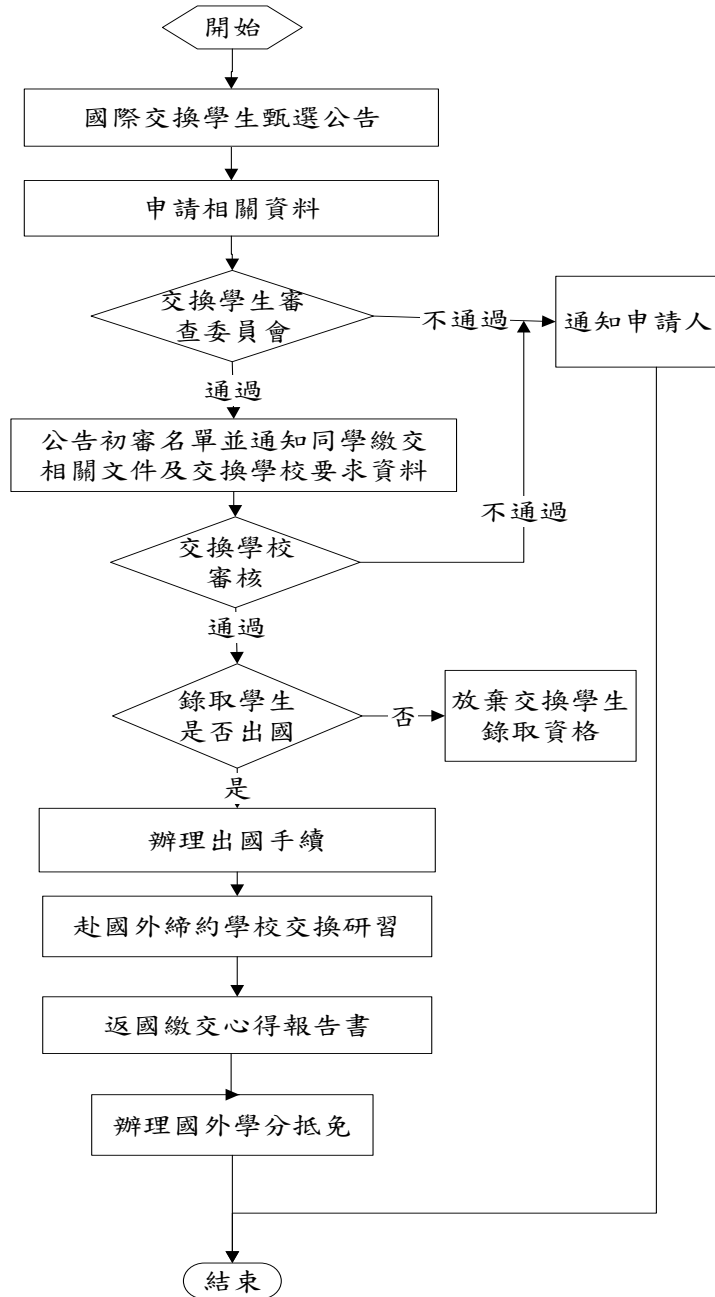 開始
國際交換學生甄選公告
申請相關資料
交換學生審
查委員會
不通過
通知申請人
通過
公告初審名單並通知同學繳交
相關文件及交換學校要求資料
不通過
交換學校
審核
通過
錄取學生
是否出國
否
放棄交換學生
錄取資格
是
辦理出國手續
赴國外締約學校交換研習
返國繳交心得報告書
辦理國外學分抵免
結束